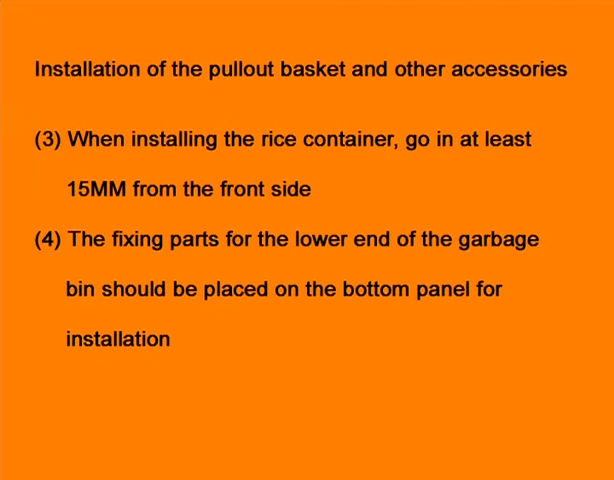 Installation of the pullout basket and other accessories
(3) When installing the rice container, go in at least
15MM from the front side
(4) The fixing parts for the lower end of the garbage
bin should be placed on the bottom panel for
installation